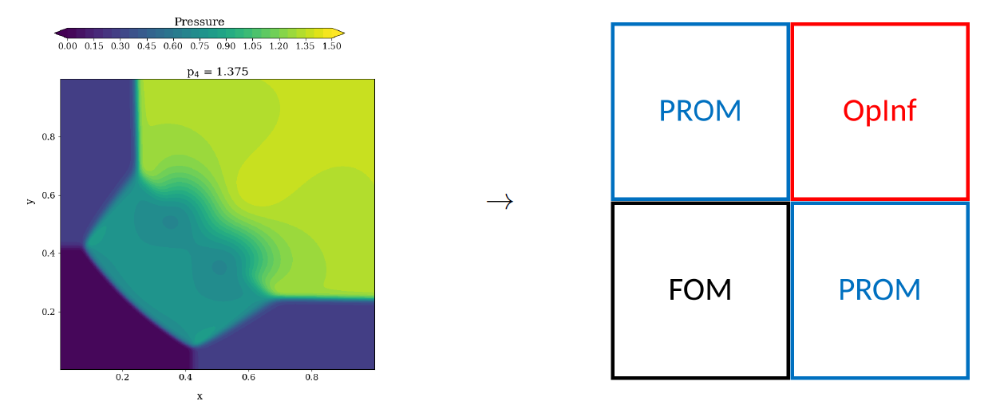 Pressure
0.00 0.15 0.30 0.45 0.60 0.75 0.90 1.05 1.20 1.35 1.50
p₄ = 1.375
0.8
0.6
y
0.4
0.2
0.2 0.4 0.6 0.8
x
→
PROM OpInf
FOM PROM